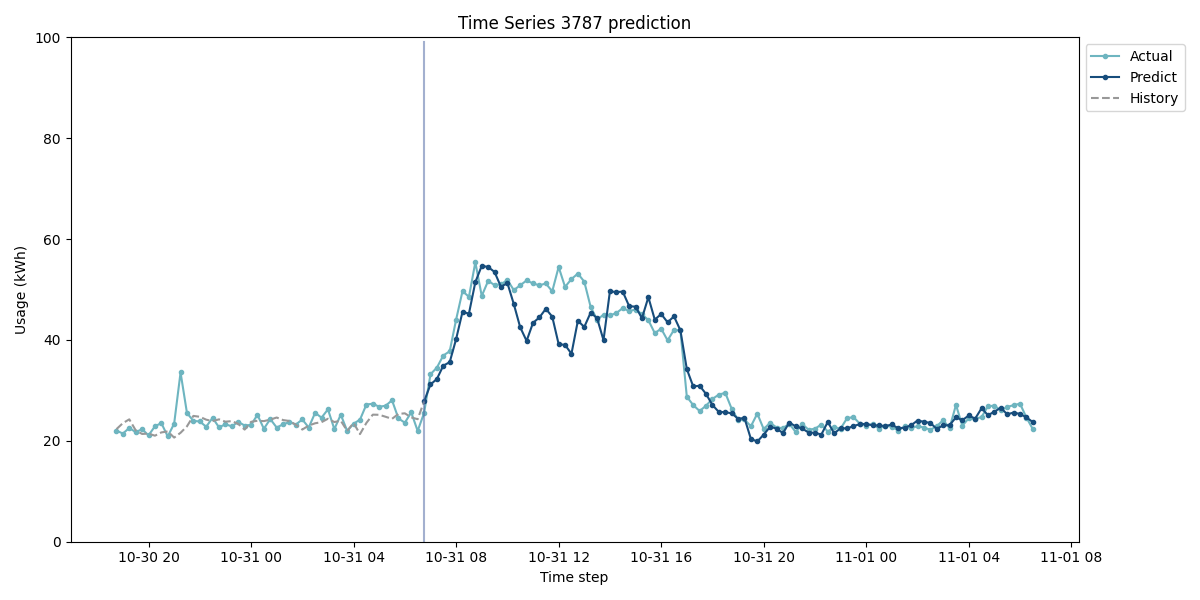 Time Series 3787 prediction
100
80
60
40
20
0
Usage (kWh)
10-30 20 10-31 00 10-31 04 10-31 08 10-31 12 10-31 16 10-31 20 11-01 00 11-01 04 11-01 08
Time step
Actual
Predict
History